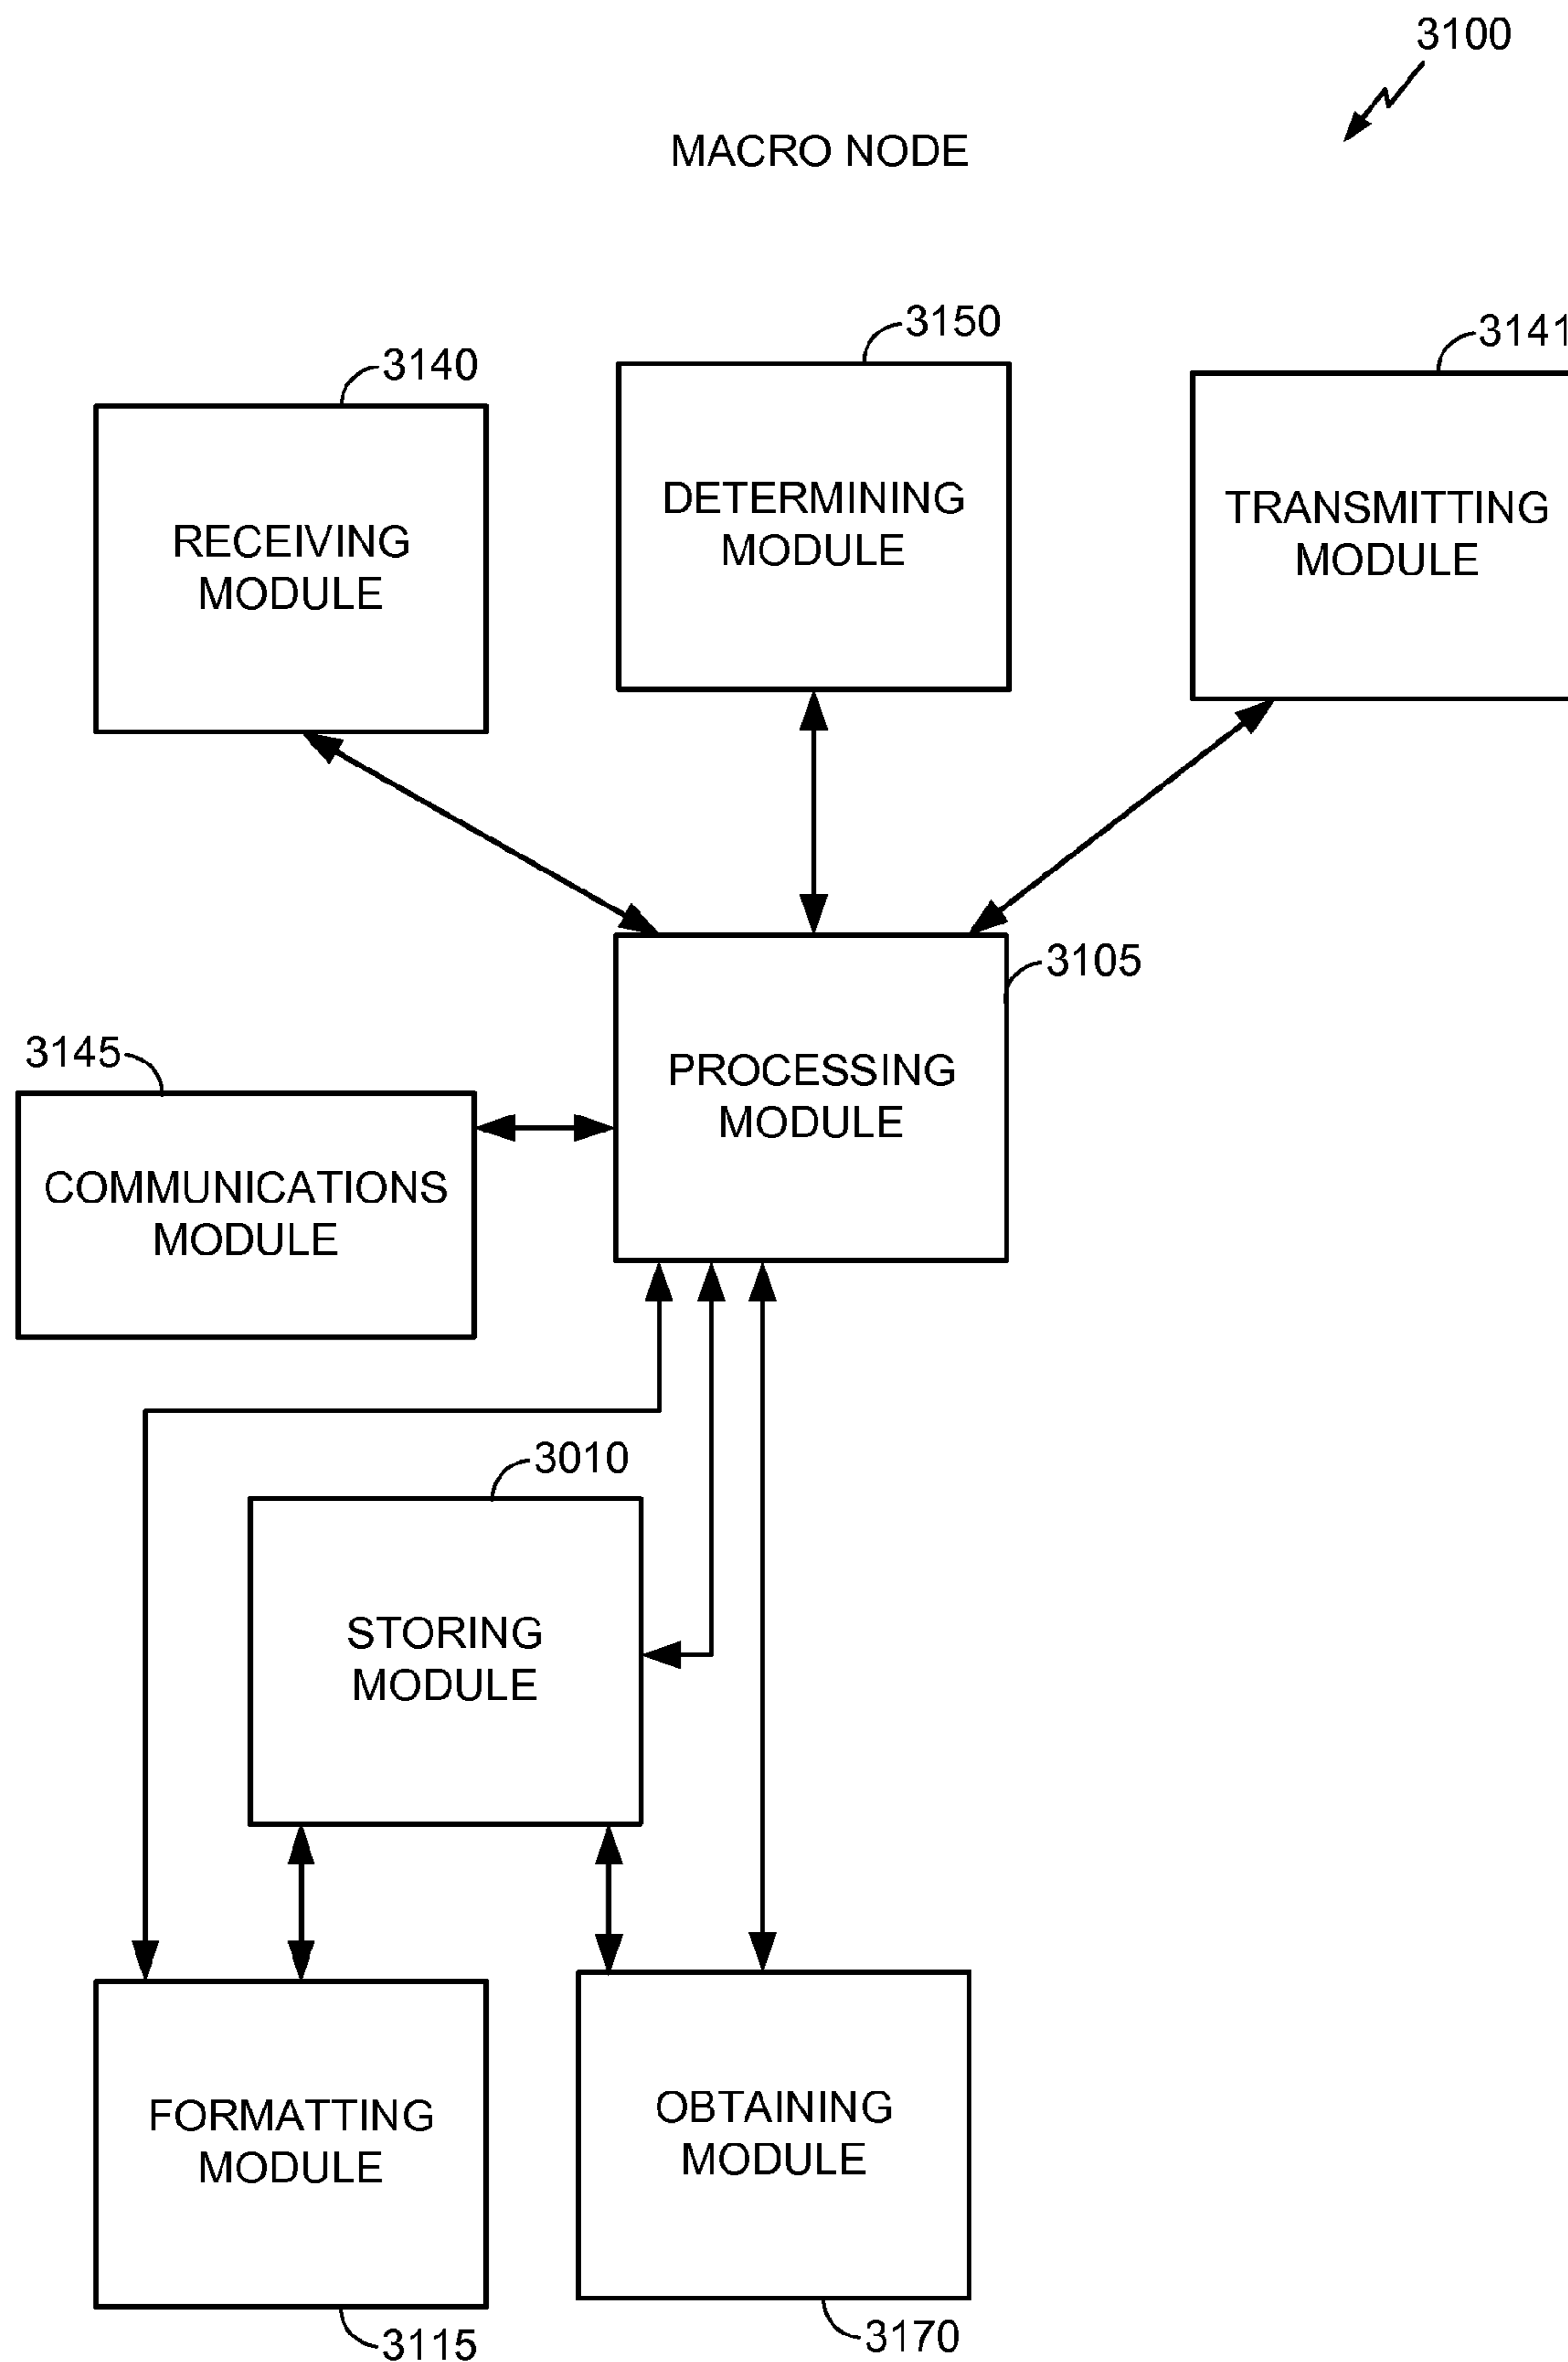 3100
MACRO NODE
3150
3141
3140
DETERMINING
MODULE
TRANSMITTING
MODULE
RECEIVING
MODULE
3105
PROCESSING
MODULE
3145
COMMUNICATIONS
MODULE
3010
STORING
MODULE
FORMATTING
MODULE
OBTAINING
MODULE
3115
3170